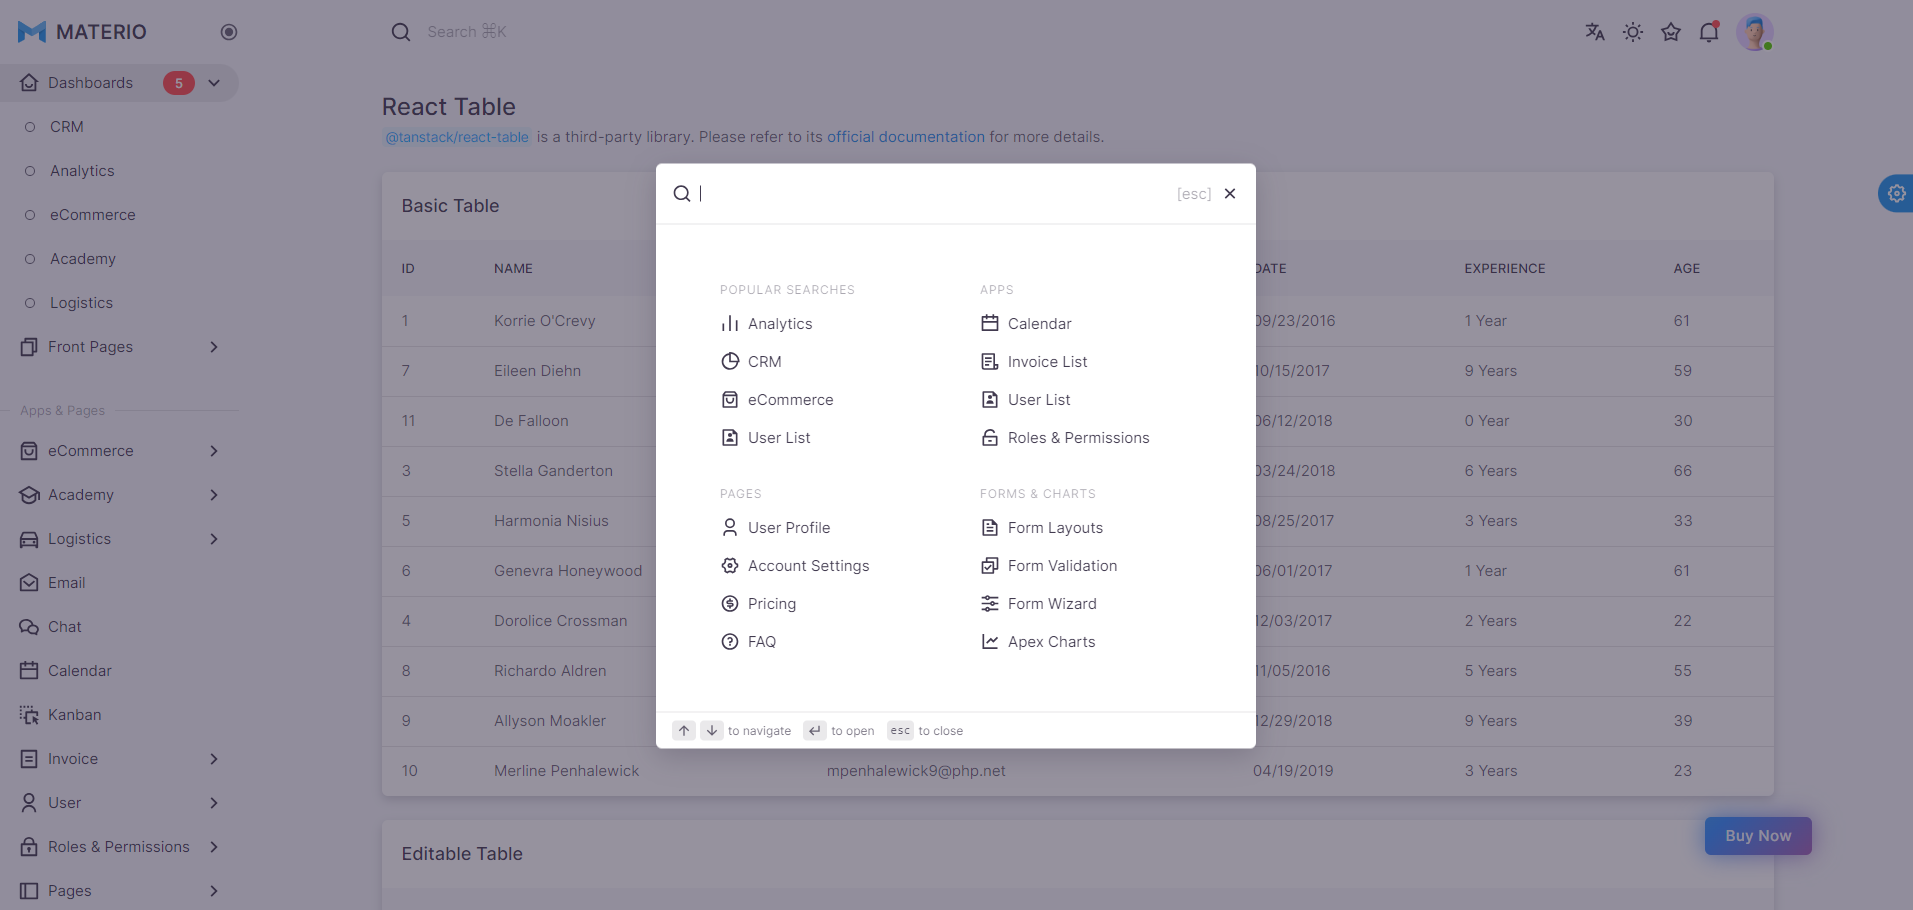 MATERIO
Search ⌘K
Dashboards 5
CRM
Analytics
eCommerce
Academy
Logistics
Front Pages
Apps & Pages
eCommerce
Academy
Logistics
Email
Chat
Calendar
Kanban
Invoice
User
Roles & Permissions
Pages
React Table
@tanstack/react-table is a third-party library. Please refer to its official documentation for more details.
Basic Table
ID NAME DATE EXPERIENCE AGE
1 Korrie O'Crevy 09/23/2016 1 Year 61
7 Eileen Diehn 10/15/2017 9 Years 59
11 De Falloon 06/12/2018 0 Year 30
3 Stella Ganderton 03/24/2018 6 Years 66
5 Harmonia Nisius 08/25/2017 3 Years 33
6 Genevra Honeywood 06/01/2017 1 Year 61
4 Dorolice Crossman 12/03/2017 2 Years 22
8 Richardo Aldren 11/05/2016 5 Years 55
9 Allyson Moakler 12/29/2018 9 Years 39
10 Merline Penhalewick mpenhalewick9@php.net 04/19/2019 3 Years 23
Editable Table
Buy Now
[esc]
POPULAR SEARCHES
Analytics
CRM
eCommerce
User List
APPS
Calendar
Invoice List
User List
Roles & Permissions
PAGES
User Profile
Account Settings
Pricing
FAQ
FORMS & CHARTS
Form Layouts
Form Validation
Form Wizard
Apex Charts
to navigate to open esc to close